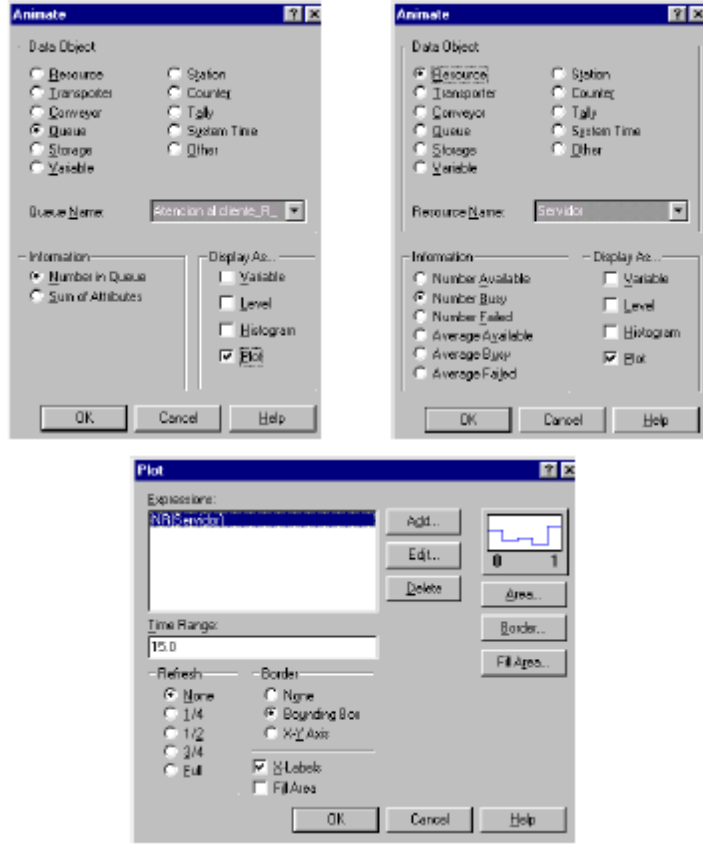 Animate
Data Object
Resource
Station
Transporter
Counter
Conveyor
Tally
Queue
System Time
Storage
Other
Variable
Queue Name:
Atencion al cliente_R_
Information
Display As...
Number in Queue
Variable
Sum of Attributes
Level
Histogram
Plot
OK
Cancel
Help
Animate
Data Object
Resource
Station
Transporter
Counter
Conveyor
Tally
Queue
System Time
Storage
Other
Variable
Resource Name:
Servidor
Information
Display As...
Number Available
Variable
Number Busy
Level
Number Failed
Histogram
Average Available
Plot
Average Busy
Average Failed
OK
Cancel
Help
Plot
Expressions:
NR(Servidor)
Add...
Edit...
Delete
0 1
Area...
Border...
Fill Area...
Time Range:
15.0
Refresh
Border
None
None
1/4
Bounding Box
1/2
X-Y Axis
3/4
Full
X-Labels
Fill Area
OK
Cancel
Help